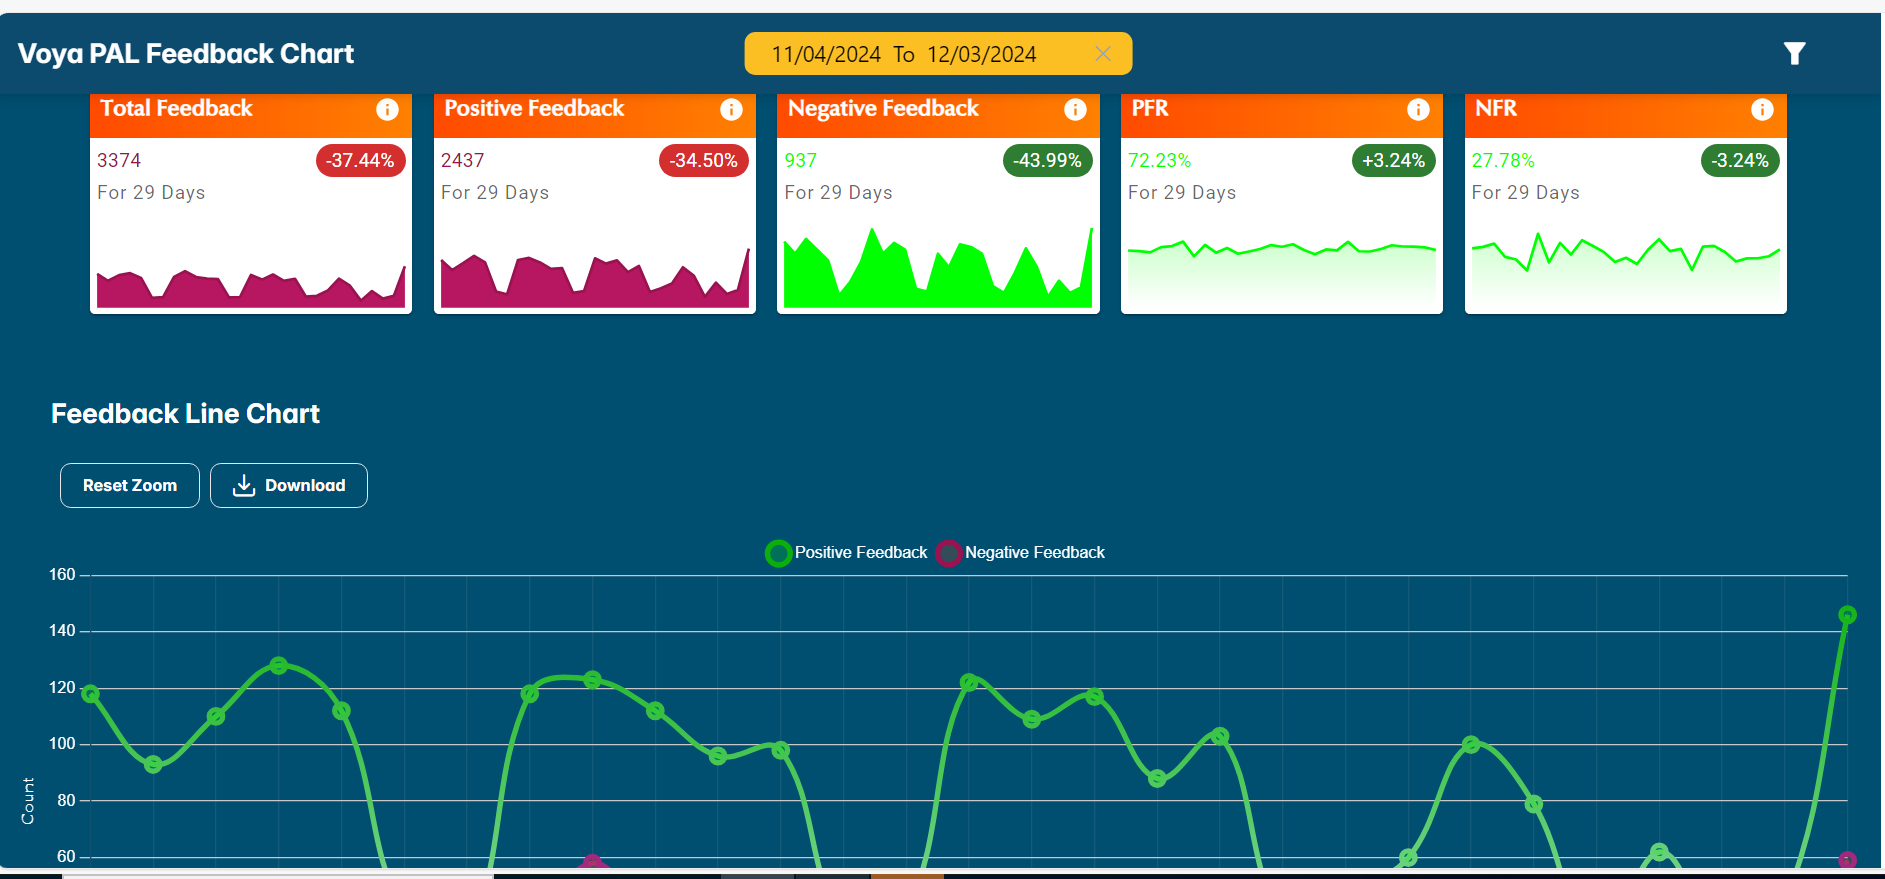 Voya PAL Feedback Chart
11/04/2024 To 12/03/2024
Total Feedback
3374
-37.44%
For 29 Days
Positive Feedback
2437
-34.50%
For 29 Days
Negative Feedback
937
-43.99%
For 29 Days
PFR
72.23%
+3.24%
For 29 Days
NFR
27.78%
-3.24%
For 29 Days
Feedback Line Chart
Reset Zoom
Download
Positive Feedback
Negative Feedback
160
140
120
100
80
60
Count